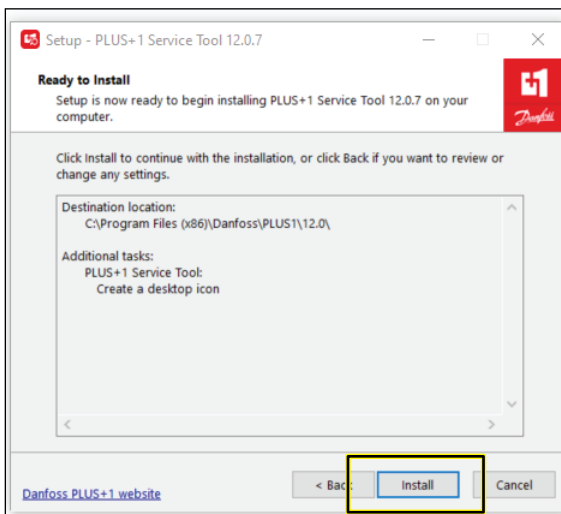 Setup - PLUS+1 Service Tool 12.0.7
Ready to Install
Setup is now ready to begin installing PLUS+1 Service Tool 12.0.7 on your
computer.
Danfoss
Click Install to continue with the installation, or click Back if you want to review or
change any settings.
Destination location:
C:\Program Files (x86)\Danfoss\PLUS1\12.0\
Additional tasks:
PLUS+1 Service Tool:
Create a desktop icon
Danfoss PLUS+1 website
< Back
Install
Cancel